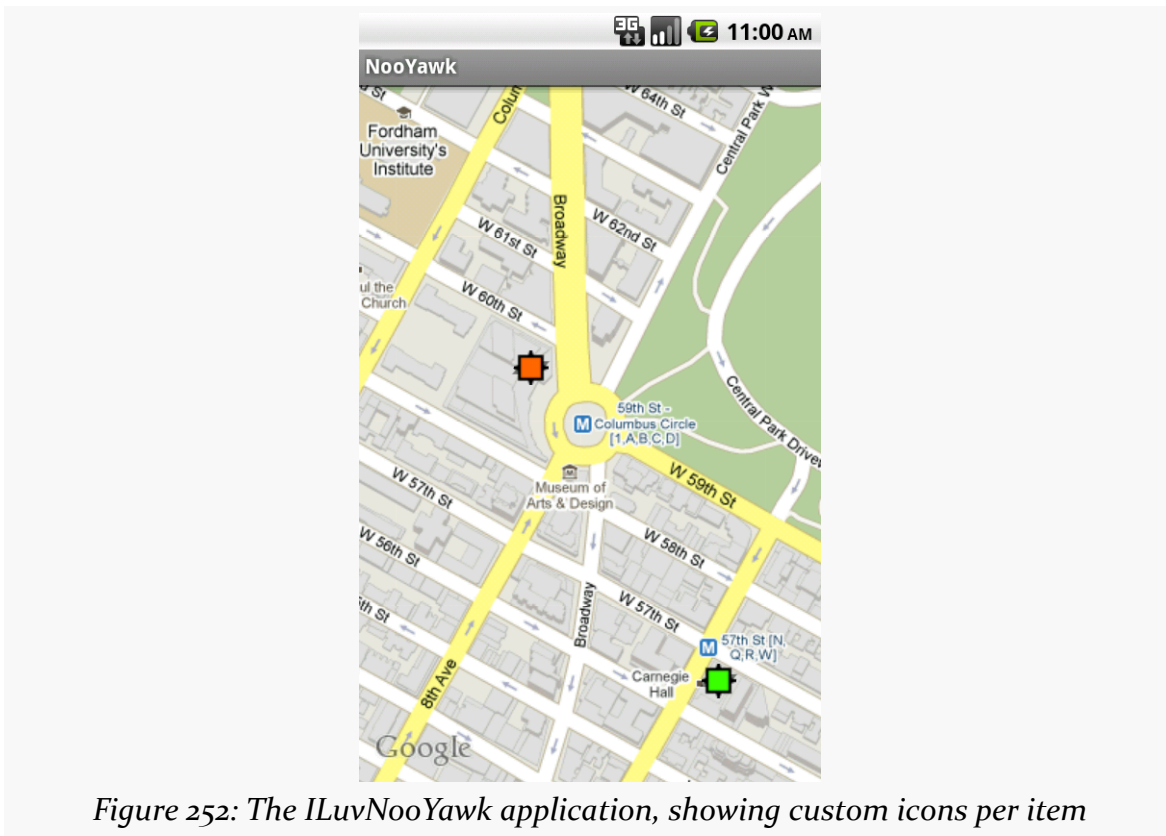 3G
11:00 AM
NooYawk
d St
Colum
W 64th St
Central Park W
Fordham
University's
Institute
Broadway
W 62nd St
W 61st St
ul the
Church
W 60th St
59th St -
Columbus Circle
[1,A,B,C,D]
M
Central Park Drivew
Museum of
Arts & Design
W 59th St
W 57th St
W 58th St
W 56th St
W 57th St
ith St
Broadway
M
57th St [N,
Q,R,W]
Carnegie
Hall
8th Ave
Google
Figure 252: The ILuvNooYawk application, showing custom icons per item